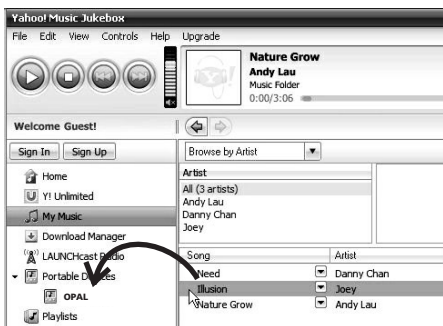 Yahoo! Music Jukebox
File Edit View Controls Help Upgrade
Nature Grow
Andy Lau
Music Folder
0:00/3:06
Welcome Guest!
Sign In Sign Up
Browse by Artist
Home
Y! Unlimited
My Music
Download Manager
LAUNCHcast Radio
Portable Devices
OPAL
Playlists
Artist
All (3 artists)
Andy Lau
Danny Chan
Joey
Song Artist
Need Danny Chan
Illusion Joey
Nature Grow Andy Lau